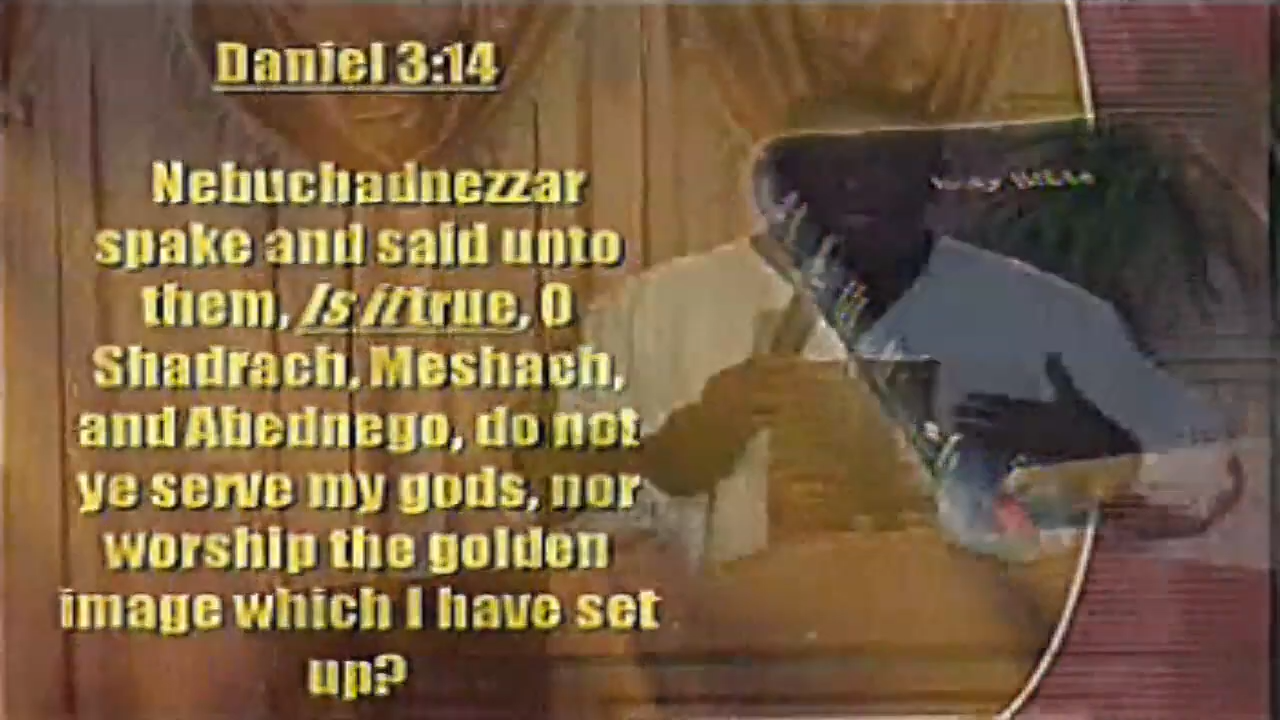 Daniel 3:14
Nebuchadnezzar
spake and said unto
them, Is it true, O
Shadrach, Meshach,
and Abednego, do not
ye serve my gods, nor
worship the golden
image which I have set
up?